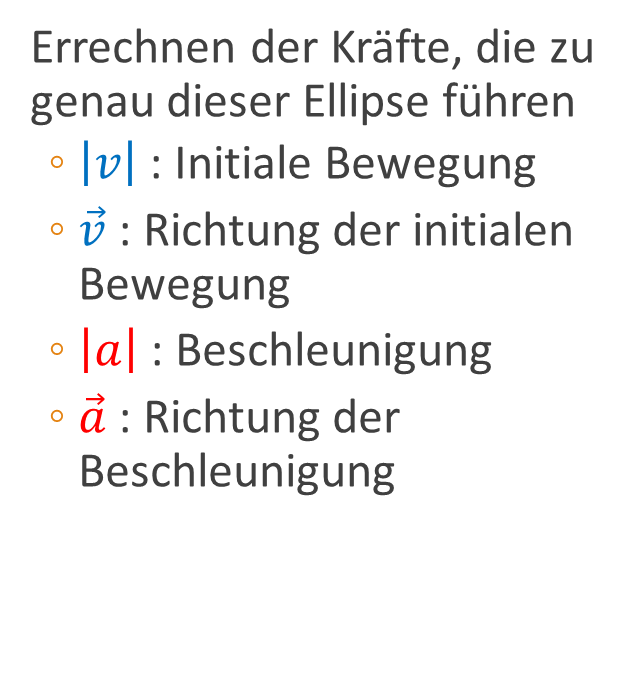 Errechnen der Kräfte, die zu
genau dieser Ellipse führen
◦ |v| : Initiale Bewegung
◦ v⃗ : Richtung der initialen
Bewegung
◦ |a| : Beschleunigung
◦ a⃗ : Richtung der
Beschleunigung